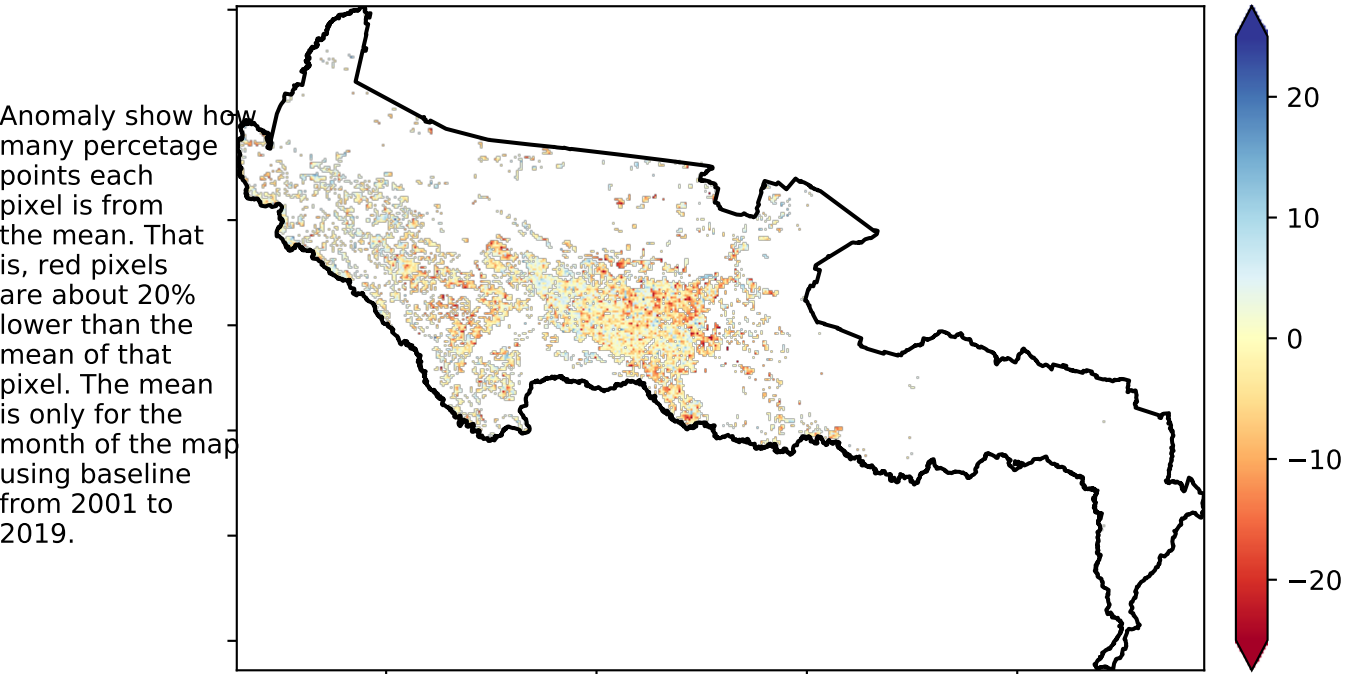 Anomaly show how
many percetage
points each
pixel is from
the mean. That
is, red pixels
are about 20%
lower than the
mean of that
pixel. The mean
is only for the
month of the map
using baseline
from 2001 to
2019.
20
10
0
−10
−20